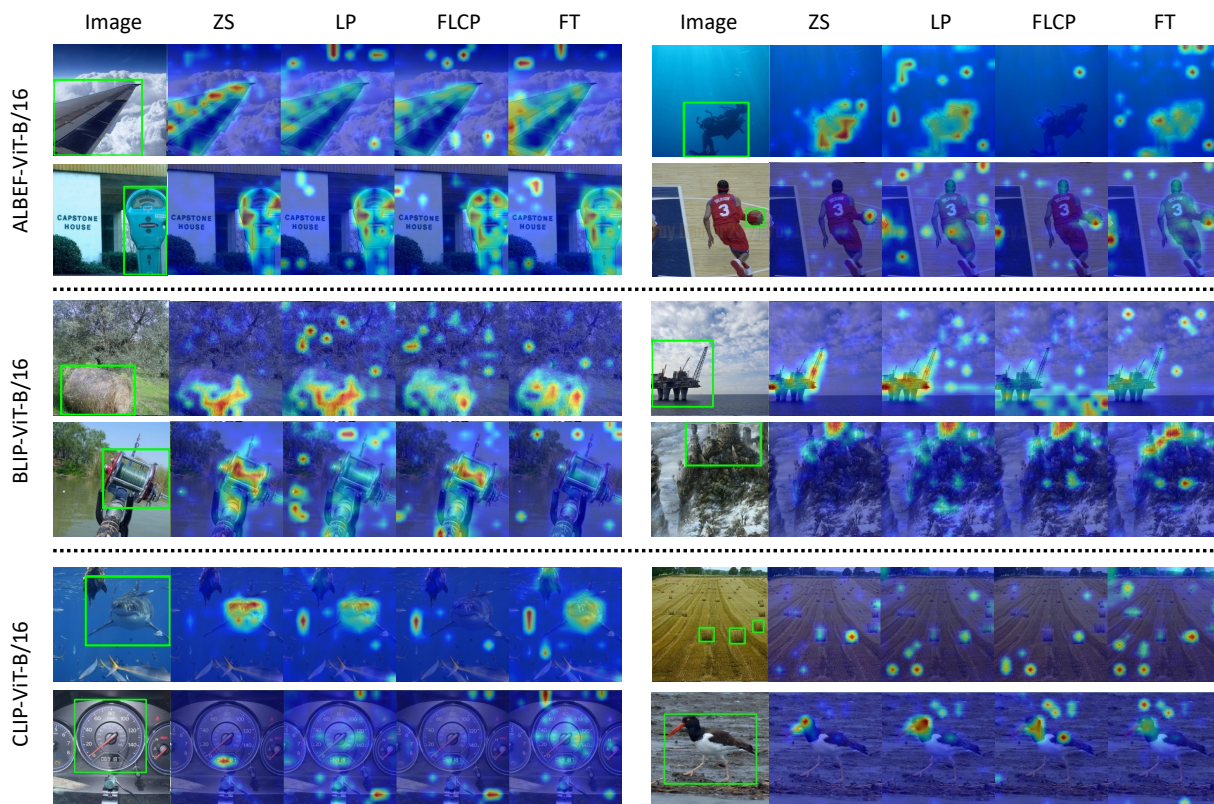 Image ZS LP FLCP FT Image ZS LP FLCP FT
ALBEF-ViT-B/16
CAPSTONE HOUSE CAPSTONE HOUSE CAPSTONE HOUSE CAPSTONE HOUSE CAPSTONE HOUSE
3 3 3 3 3
BLIP-ViT-B/16
CLIP-ViT-B/16